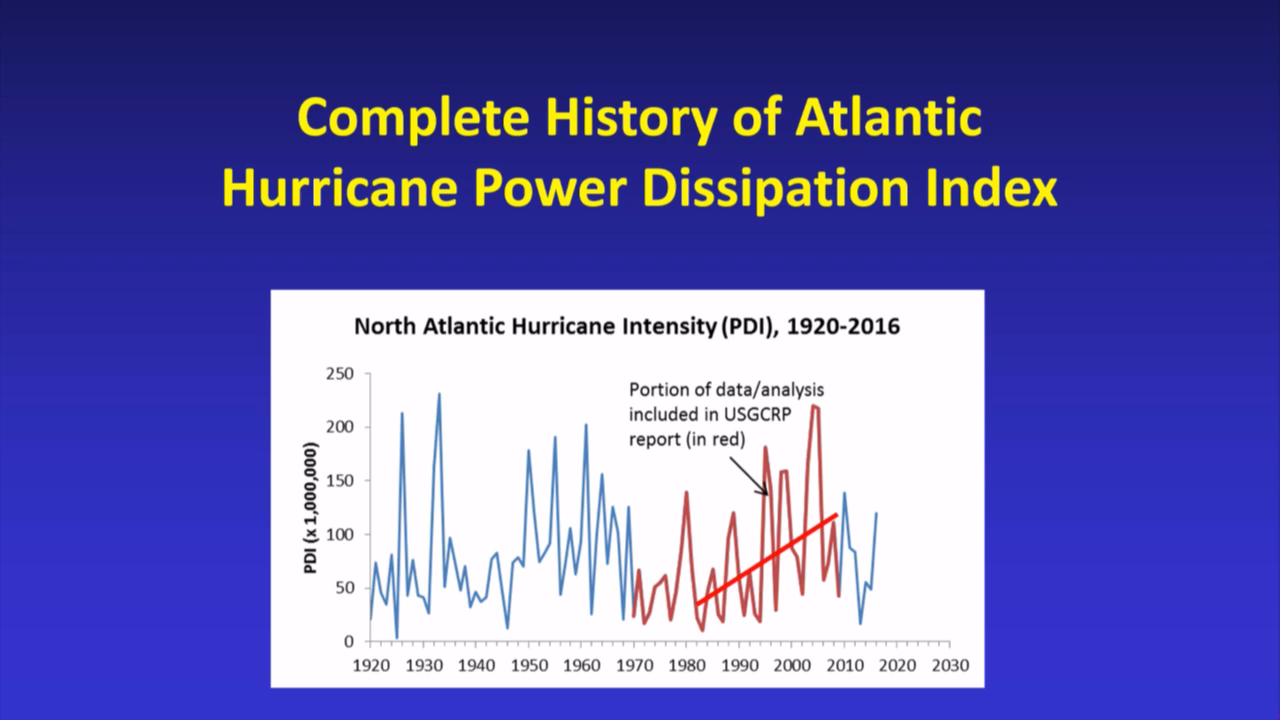 Complete History of Atlantic
Hurricane Power Dissipation Index
North Atlantic Hurricane Intensity (PDI), 1920-2016
Portion of data/analysis
included in USGCRP
report (in red)
PDI (x 1,000,000)
250
200
150
100
50
0
1920 1930 1940 1950 1960 1970 1980 1990 2000 2010 2020 2030